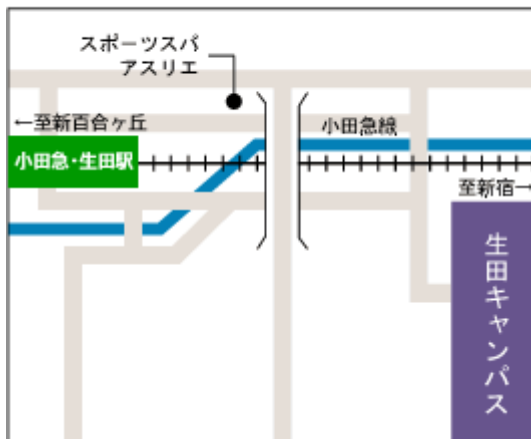 スポーツスパ
アスリエ
←至新百合ヶ丘
小田急線
小田急・生田駅
至新宿→
生田キャンパス